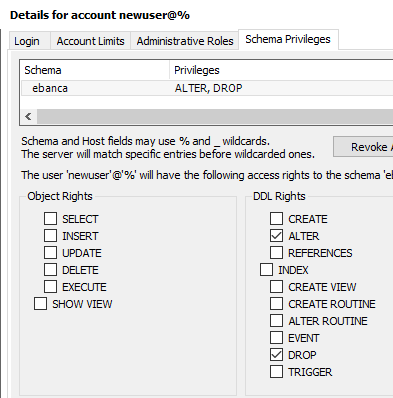 Details for account newuser@%
Login Account Limits Administrative Roles Schema Privileges
Schema Privileges
ebanca ALTER, DROP
Schema and Host fields may use % and _ wildcards.
The server will match specific entries before wildcarded ones.
Revoke A
The user 'newuser'@'%' will have the following access rights to the schema 'eb
Object Rights
SELECT
INSERT
UPDATE
DELETE
EXECUTE
SHOW VIEW
DDL Rights
CREATE
ALTER
REFERENCES
INDEX
CREATE VIEW
CREATE ROUTINE
ALTER ROUTINE
EVENT
DROP
TRIGGER